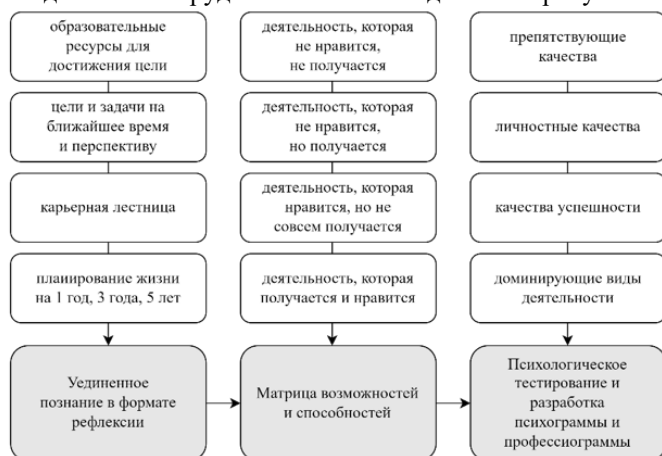 образовательные
ресурсы для
достижения цели
цели и задачи на
ближайшее время
и перспективу
карьерная лестница
планирование жизни
на 1 год, 3 года, 5 лет
Уединенное
познание в формате
рефлексии
деятельность, которая
не нравится,
не получается
деятельность, которая
не нравится,
но получается
деятельность, которая
нравится, но не
совсем получается
деятельность, которая
получается и нравится
Матрица возможностей
и способностей
препятствующие
качества
личностные качества
качества успешности
доминирующие виды
деятельности
Психологическое
тестирование и
разработка
психограммы и
профессиограммы